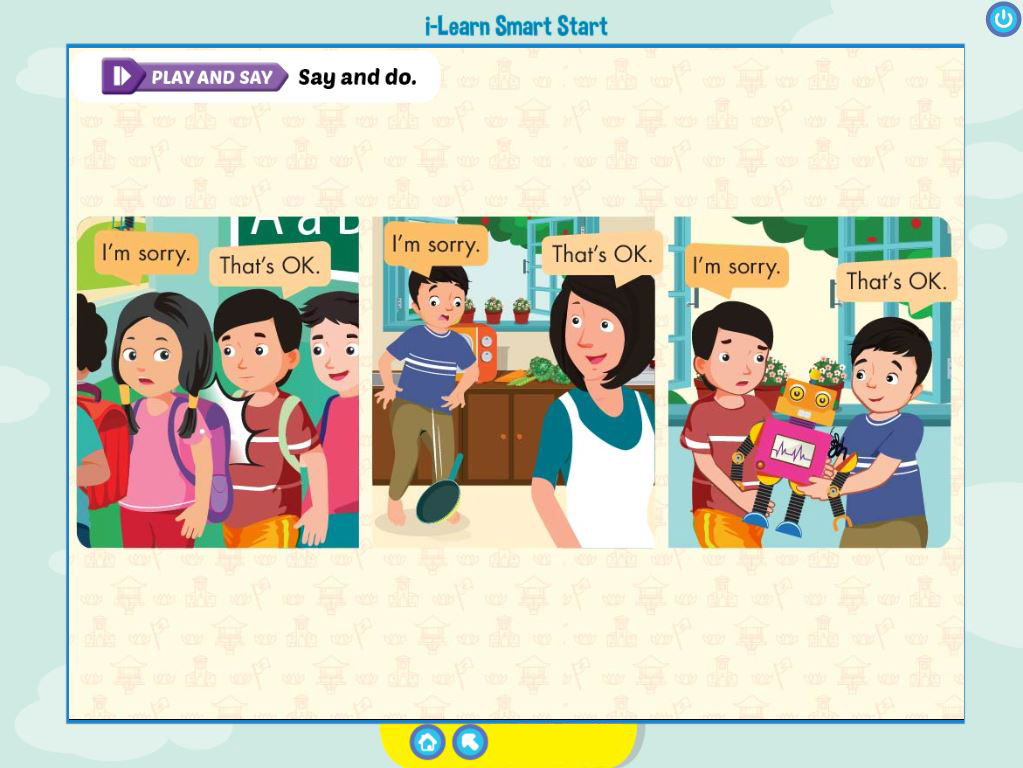 i-Learn Smart Start
PLAY AND SAY Say and do.
A a B
I'm sorry.
That's OK.
I'm sorry.
That's OK.
I'm sorry.
That's OK.